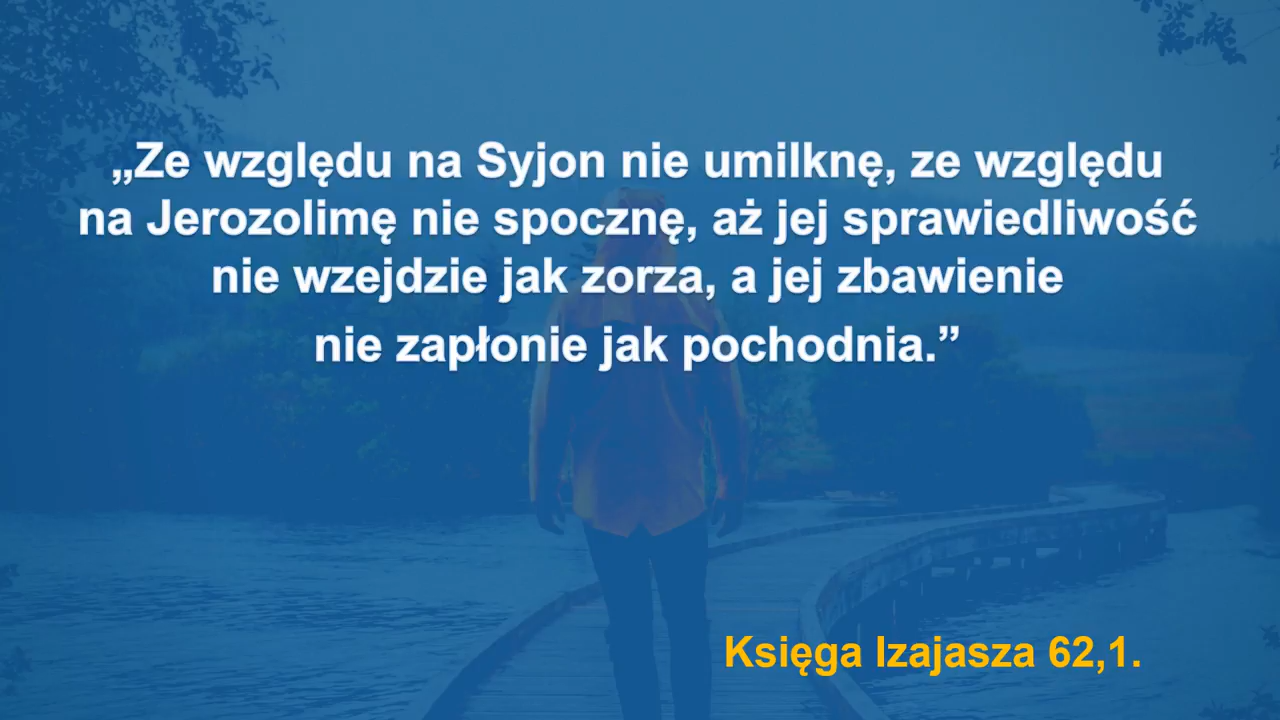 „Ze względu na Syjon nie umilknę, ze względu
na Jerozolimę nie spocznę, aż jej sprawiedliwość
nie wzejdzie jak zorza, a jej zbawienie
nie zapłonie jak pochodnia.”
Księga Izajasza 62,1.